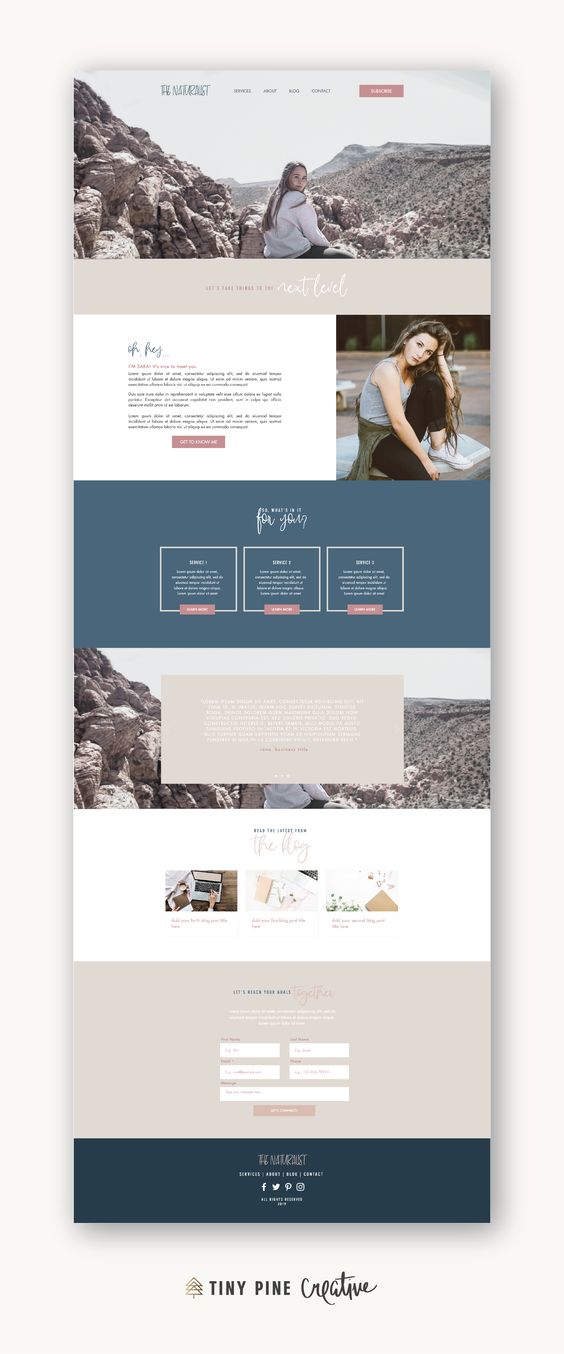 THE NATURALIST
SERVICES ABOUT BLOG CONTACT
SUBSCRIBE
LET'S TAKE THINGS TO THE next level
oh, hey...
I'M SARA! It's nice to meet you.
Lorem ipsum dolor sit amet, consectetur adipiscing elit, sed do eiusmod tempor
incididunt ut labore et dolore magna aliqua. Ut enim ad minim veniam, quis nostrud
exercitation ullamco laboris nisi ut aliquip ex ea commodo consequat.
Duis aute irure dolor in reprehenderit in voluptate velit esse cillum dolore eu fugiat nulla
pariatur. Excepteur sint occaecat cupidatat non proident, sunt in culpa qui officia
deserunt mollit anim id est laborum.
Lorem ipsum dolor sit amet, consectetur adipiscing elit, sed do eiusmod tempor
incididunt ut labore et dolore magna aliqua. Ut enim ad minim veniam, quis nostrud
exercitation ullamco laboris nisi ut aliquip ex ea commodo consequat.
GET TO KNOW ME
SO, WHAT'S IN IT
for you?
SERVICE 1
Lorem ipsum dolor sit amet,
consectetur adipiscing elit, sed do
eiusmod tempor incididunt ut
labore et dolore magna aliqua.
Lorem ipsum dolor amet
LEARN MORE
SERVICE 2
Lorem ipsum dolor sit amet,
consectetur adipiscing elit, sed do
eiusmod tempor incididunt ut
labore et dolore magna aliqua.
Lorem ipsum dolor amet
LEARN MORE
SERVICE 3
Lorem ipsum dolor sit amet,
consectetur adipiscing elit, sed do
eiusmod tempor incididunt ut
labore et dolore magna aliqua.
Lorem ipsum dolor amet
LEARN MORE
"LOREM IPSUM DOLOR SIT AMET, CONSECTETUR ADIPISCING ELIT
name, business title
READ THE LATEST FROM
the blog
Add your forth blog post title
here
Add your first blog post title
here
Add your second blog post
title here
LET'S REACH YOUR GOALS together
Lorem ipsum dolor sit amet, consectetur adipiscing elit, sed do
eiusmod tempor incididunt ut labore et dolore magna aliqua.
lorem ipsum dolor sit amet
First Name
Last Name
Email *
Phone
Message
Type your message here
LET'S CONNECT!
THE NATURALIST
SERVICES | ABOUT | BLOG | CONTACT
ALL RIGHTS RESERVED
2019
TINY PINE Creative